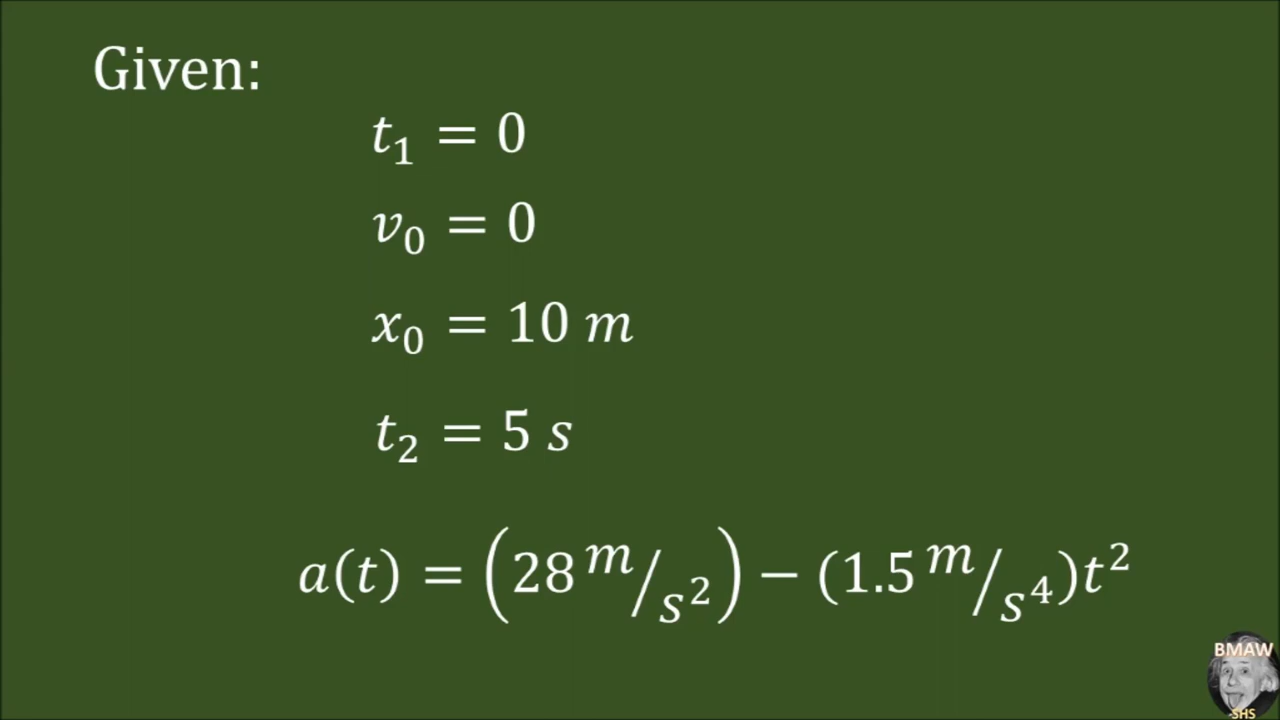 Given:
t₁ = 0
v₀ = 0
x₀ = 10 m
t₂ = 5 s
a(t) = (28 m/s²) − (1.5 m/s⁴)t²
BMAW
-SHS